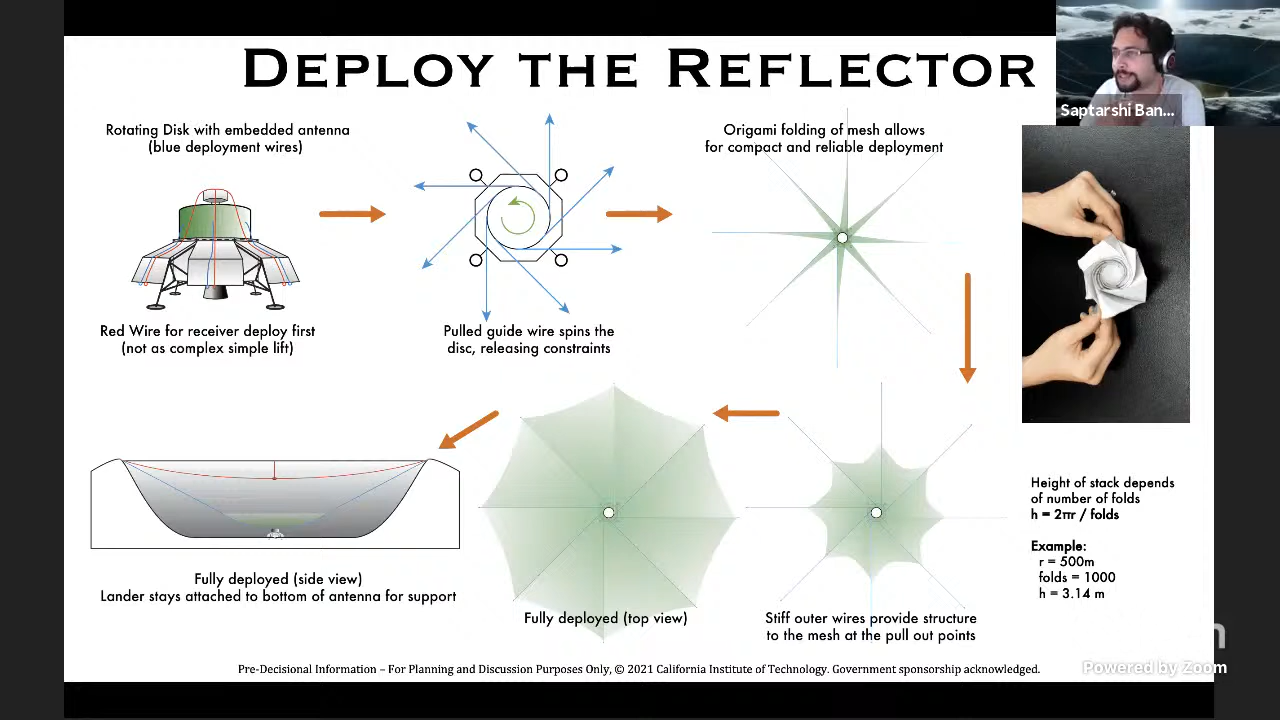 DEPLOY THE REFLECTOR
Saptarshi Ban...
Rotating Disk with embedded antenna
(blue deployment wires)
Origami folding of mesh allows
for compact and reliable deployment
Red Wire for receiver deploy first
(not as complex simple lift)
Pulled guide wire spins the
disc, releasing constraints
Height of stack depends
of number of folds
h = 2πr / folds
Example:
r = 500m
folds = 1000
h = 3.14 m
Fully deployed (side view)
Lander stays attached to bottom of antenna for support
Fully deployed (top view)
Stiff outer wires provide structure
to the mesh at the pull out points
Pre-Decisional Information – For Planning and Discussion Purposes Only, © 2021 California Institute of Technology. Government sponsorship acknowledged.
Powered by Zoom